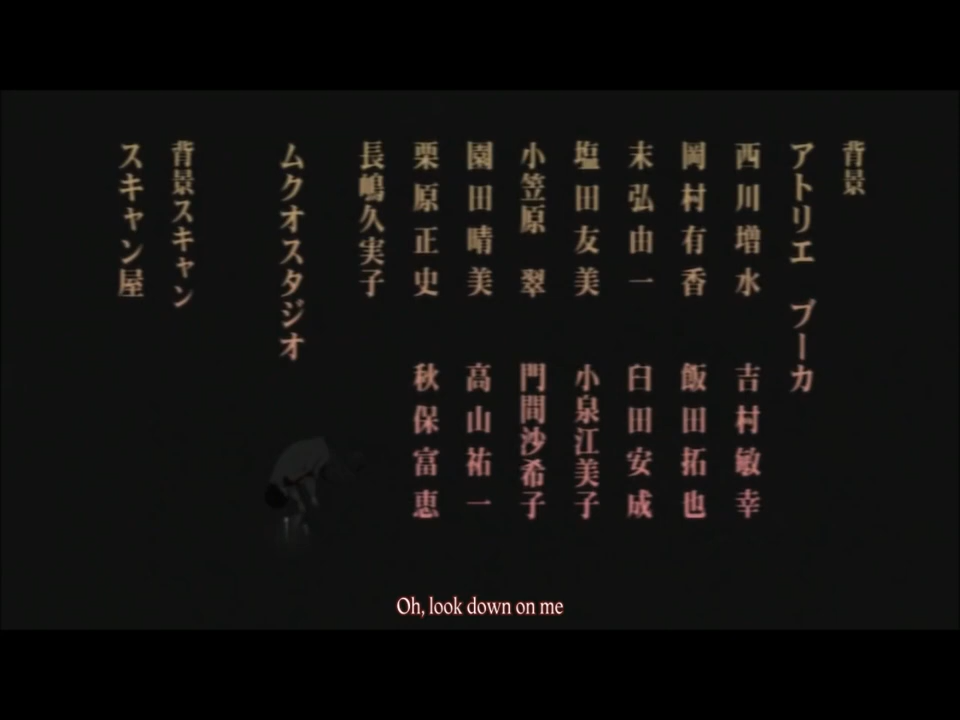 背景
アトリエ ブーカ
西川増水 吉村敏幸
岡村有香 飯田拓也
末弘由一 臼田安成
塩田友美 小泉江美子
小笠原 翠 門間沙希子
園田晴美 高山祐一
栗原正史 秋保富恵
長嶋久実子
ムクオスタジオ
背景スキャン
スキャン屋
Oh, look down on me